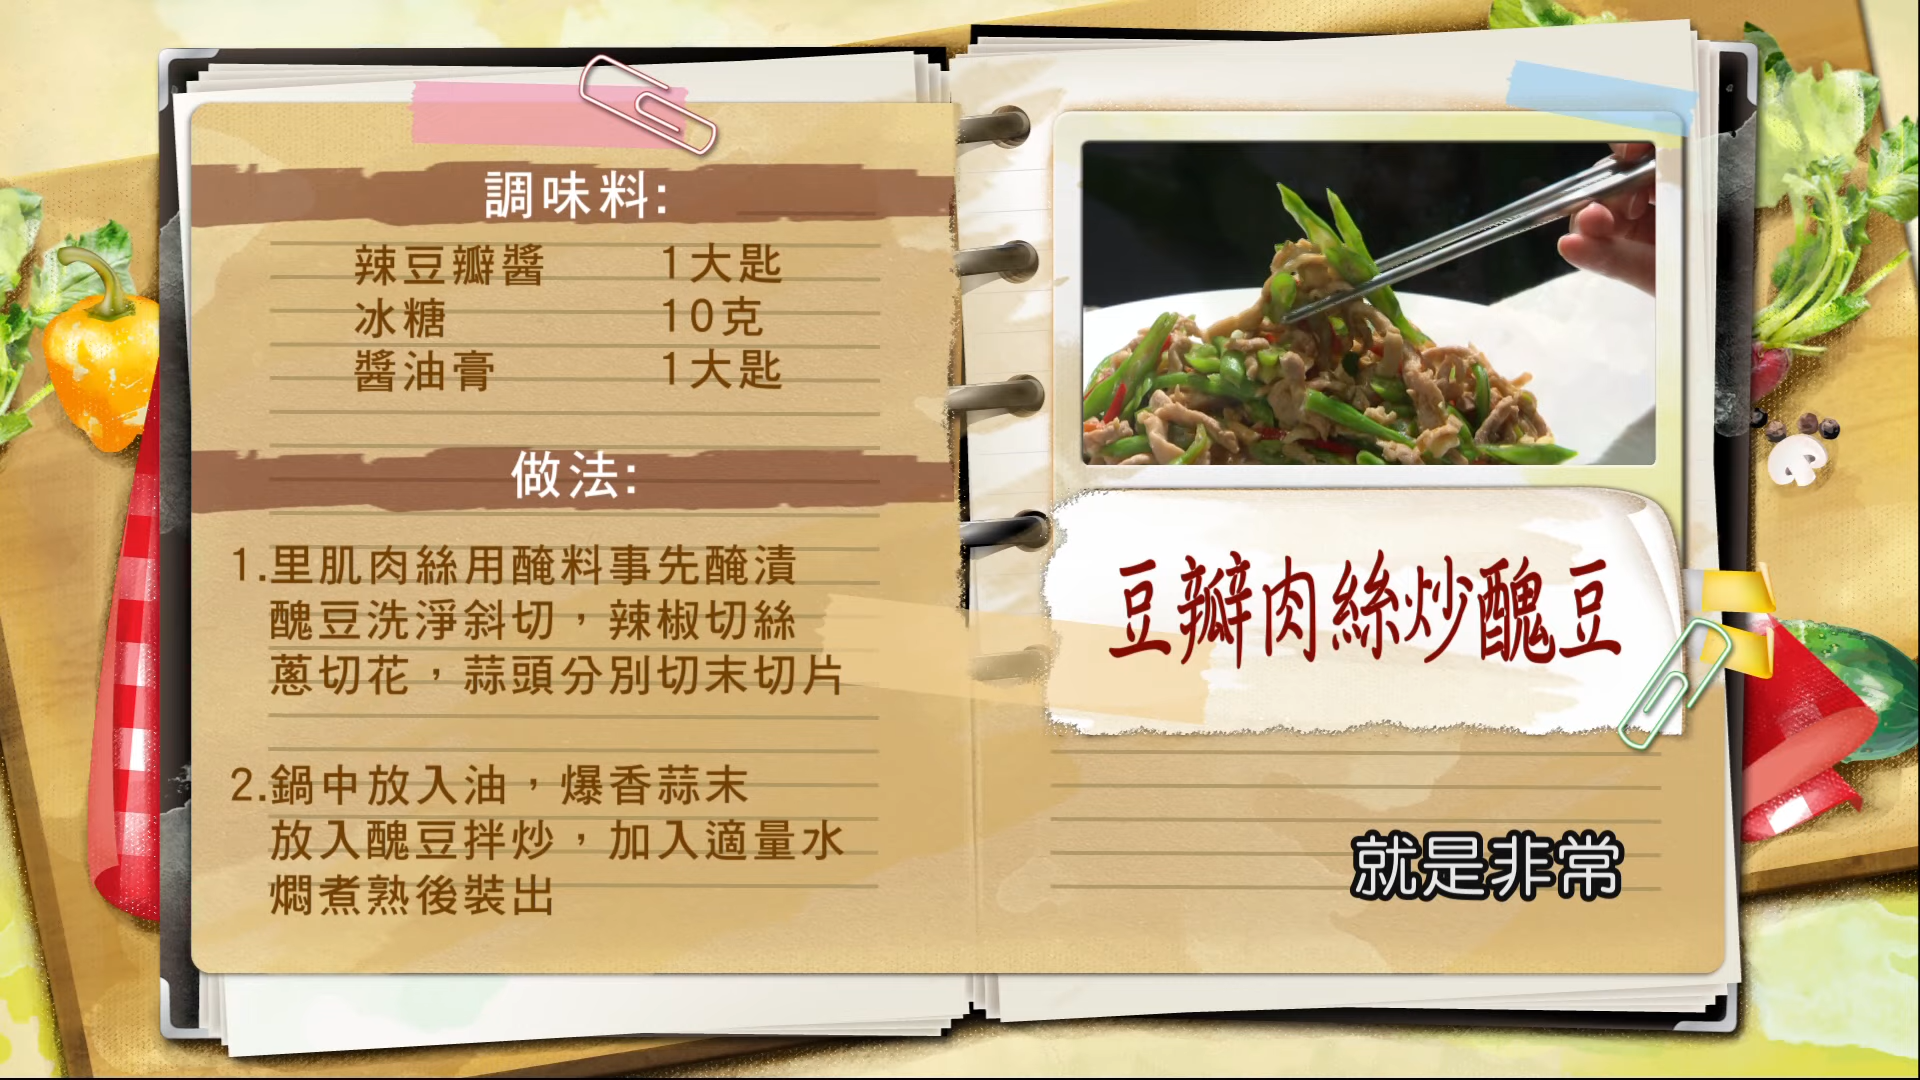 調味料:
辣豆瓣醬 1大匙
冰糖 10克
醬油膏 1大匙
做法:
1.里肌肉絲用醃料事先醃漬
醜豆洗淨斜切，辣椒切絲
蔥切花，蒜頭分別切末切片
2.鍋中放入油，爆香蒜末
放入醜豆拌炒，加入適量水
燜煮熟後裝出
豆瓣肉絲炒醜豆
就是非常